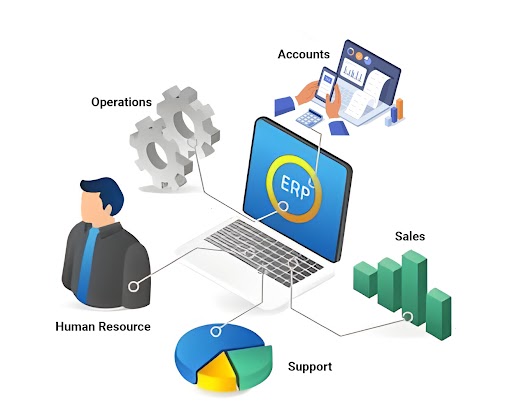 Accounts
Operations
ERP
Sales
Human Resource
Support